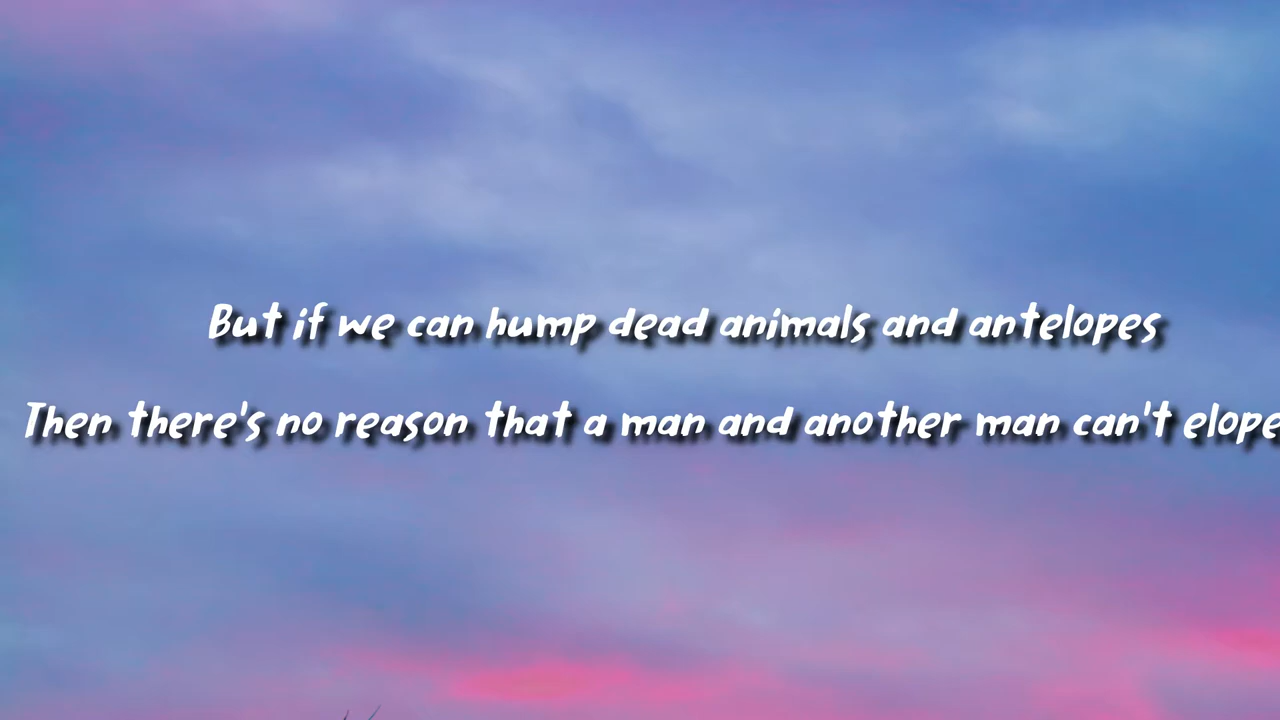 But if we can hump dead animals and antelopes
Then there's no reason that a man and another man can't elope